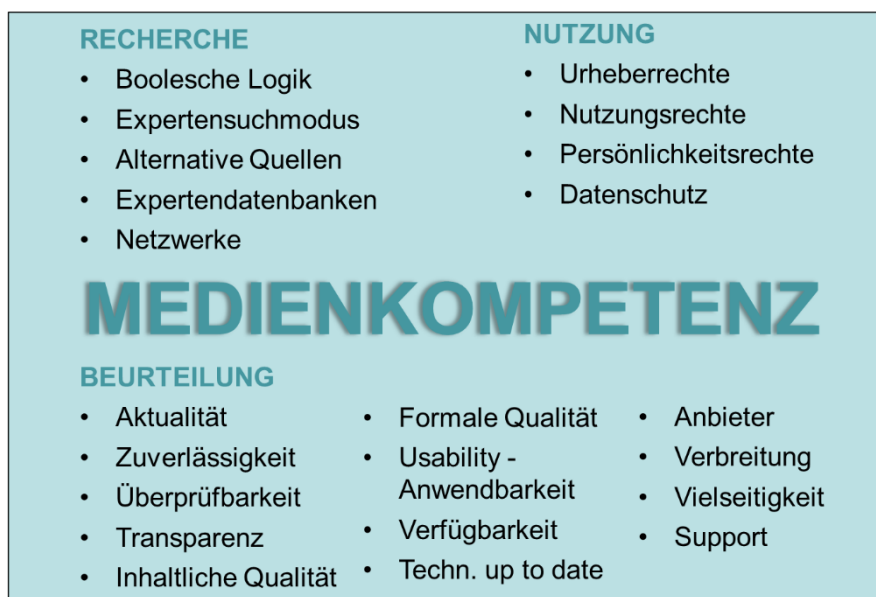 RECHERCHE
• Boolesche Logik
• Expertensuchmodus
• Alternative Quellen
• Expertendatenbanken
• Netzwerke
NUTZUNG
• Urheberrechte
• Nutzungsrechte
• Persönlichkeitsrechte
• Datenschutz
MEDIENKOMPETENZ
BEURTEILUNG
• Aktualität
• Zuverlässigkeit
• Überprüfbarkeit
• Transparenz
• Inhaltliche Qualität
• Formale Qualität
• Usability -
Anwendbarkeit
• Verfügbarkeit
• Techn. up to date
• Anbieter
• Verbreitung
• Vielseitigkeit
• Support